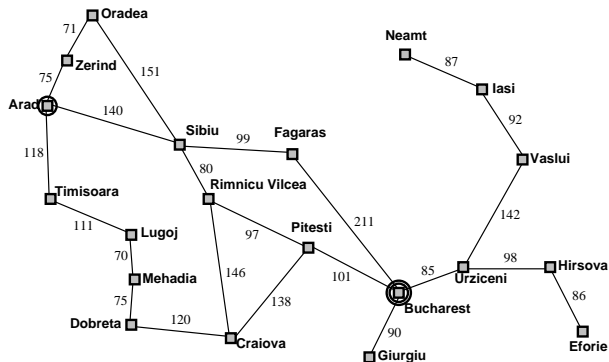 Oradea
71
Neamt
87
Zerind
151
75
Iasi
Arad
140
92
Sibiu
99
Fagaras
118
80
Vaslui
Rimnicu Vilcea
Timisoara
111
211
142
Lugoj
97
Pitesti
70
146
101
85
98
Hirsova
Urziceni
Mehadia
138
86
75
Bucharest
120
90
Dobreta
Craiova
Eforie
Giurgiu